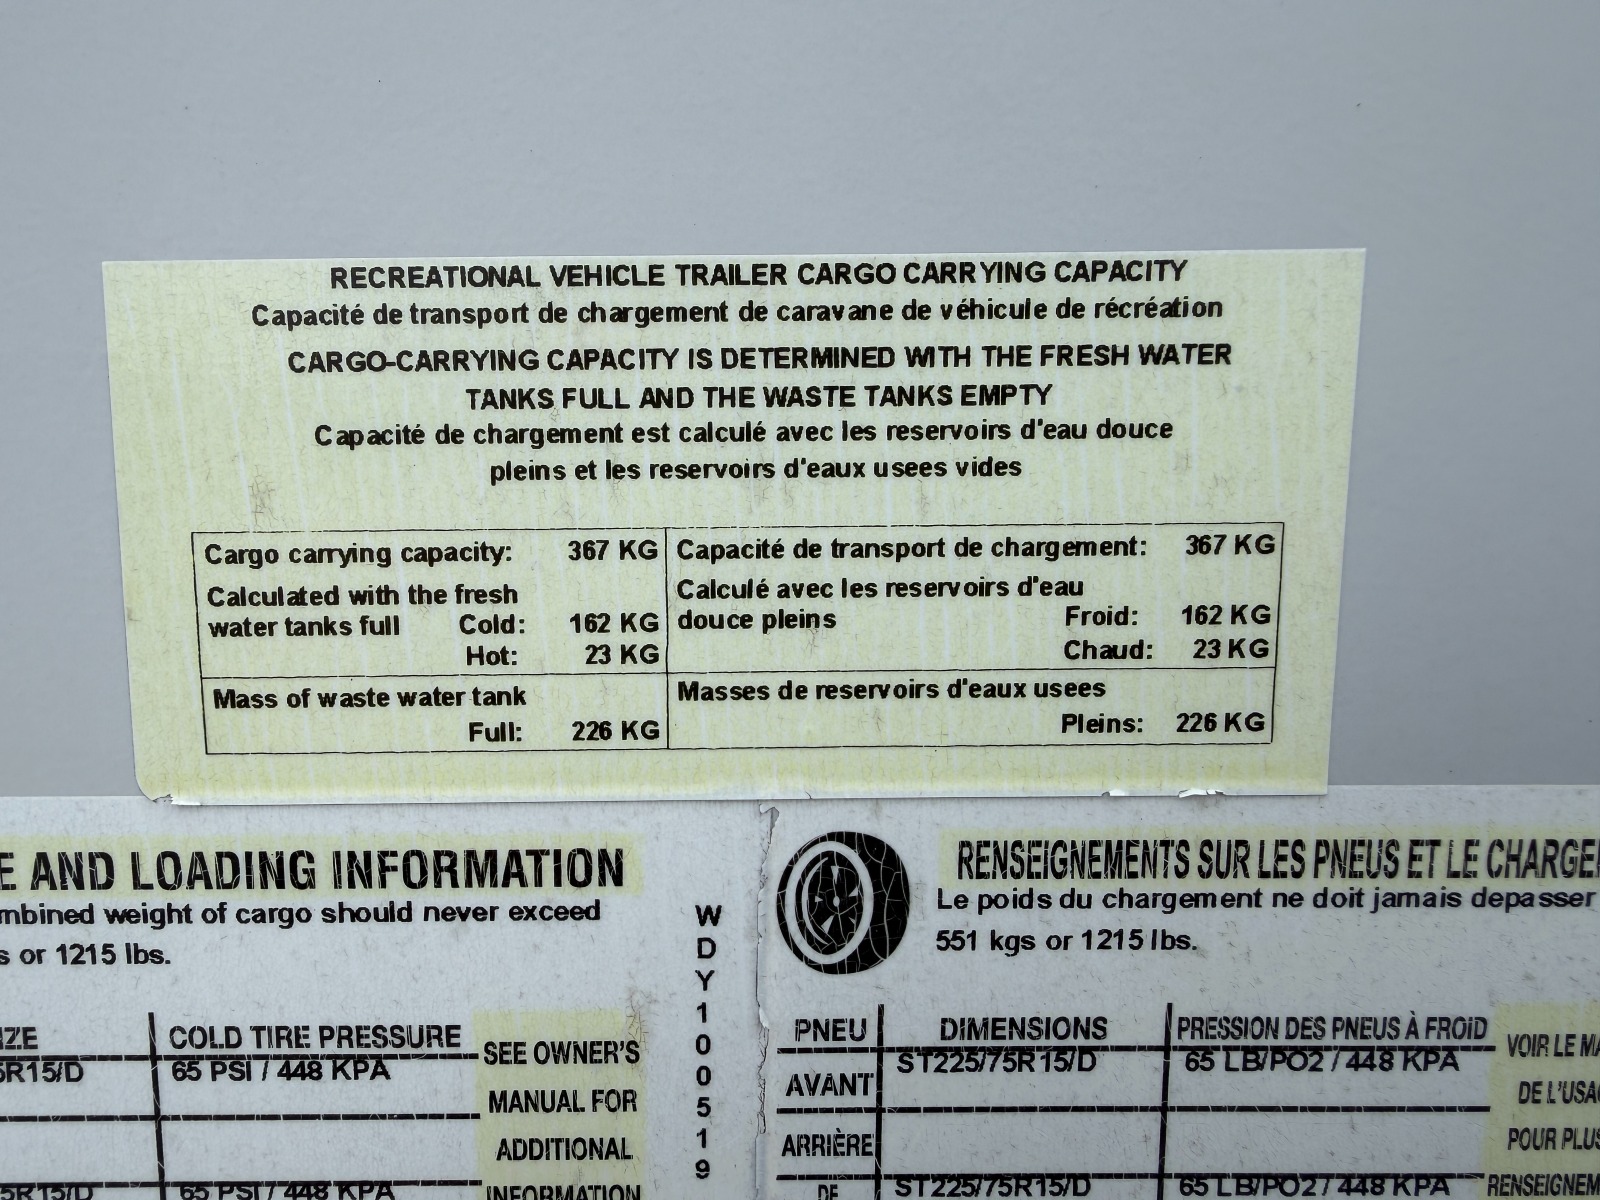 RECREATIONAL VEHICLE TRAILER CARGO CARRYING CAPACITY
Capacité de transport de chargement de caravane de véhicule de récréation
CARGO-CARRYING CAPACITY IS DETERMINED WITH THE FRESH WATER
TANKS FULL AND THE WASTE TANKS EMPTY
Capacité de chargement est calculé avec les reservoirs d'eau douce
pleins et les reservoirs d'eaux usees vides
Cargo carrying capacity: 367 KG
Calculated with the fresh
water tanks full Cold: 162 KG
Hot: 23 KG
Mass of waste water tank
Full: 226 KG
Capacité de transport de chargement: 367 KG
Calculé avec les reservoirs d'eau
douce pleins Froid: 162 KG
Chaud: 23 KG
Masses de reservoirs d'eaux usees
Pleins: 226 KG
E AND LOADING INFORMATION
mbined weight of cargo should never exceed
s or 1215 lbs.
ZE COLD TIRE PRESSURE
5R15/D 65 PSI / 448 KPA
5R15/D 65 PSI / 448 KPA
SEE OWNER'S
MANUAL FOR
ADDITIONAL
INFORMATION
WDY100519
RENSEIGNEMENTS SUR LES PNEUS ET LE CHARGE
Le poids du chargement ne doit jamais depasser
551 kgs or 1215 lbs.
PNEU DIMENSIONS PRESSION DES PNEUS À FROID
AVANT ST225/75R15/D 65 LB/PO2 / 448 KPA
ARRIÈRE
DE ST225/75R15/D 65 LB/PO2 / 448 KPA
VOIR LE MA
DE L'USA
POUR PLUS
RENSEIGNEM